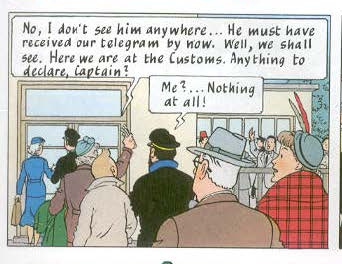 No, I don't see him anywhere... He must have
received our telegram by now. Well, we shall
see. Here we are at the Customs. Anything to
declare, Captain?
Me?... Nothing
at all!